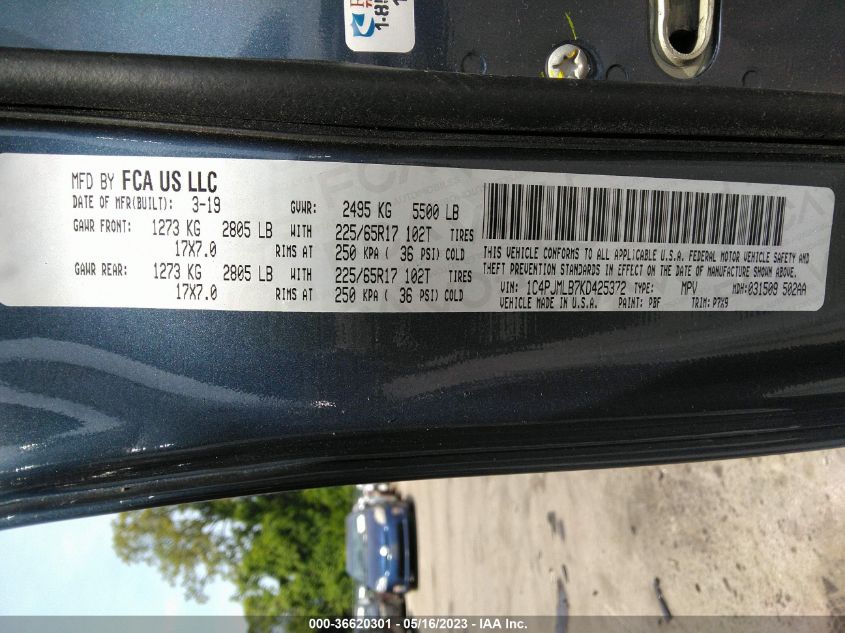 1-85
MFD BY FCA US LLC
DATE OF MFR(BUILT): 3-19 GVWR: 2495 KG 5500 LB
GAWR FRONT: 1273 KG 2805 LB WITH 225/65R17 102T TIRES
17X7.0 RIMS AT 250 KPA ( 36 PSI) COLD
GAWR REAR: 1273 KG 2805 LB WITH 225/65R17 102T TIRES
17X7.0 RIMS AT 250 KPA ( 36 PSI) COLD
THIS VEHICLE CONFORMS TO ALL APPLICABLE U.S.A. FEDERAL MOTOR VEHICLE SAFETY AND
THEFT PREVENTION STANDARDS IN EFFECT ON THE DATE OF MANUFACTURE SHOWN ABOVE.
VIN: 1C4PJMLB7KD425372 TYPE: MPV MDH:031509 502AA
VEHICLE MADE IN U.S.A. PAINT: PBF TRIM: P7X9
000-36620301 - 05/16/2023 - IAA Inc.